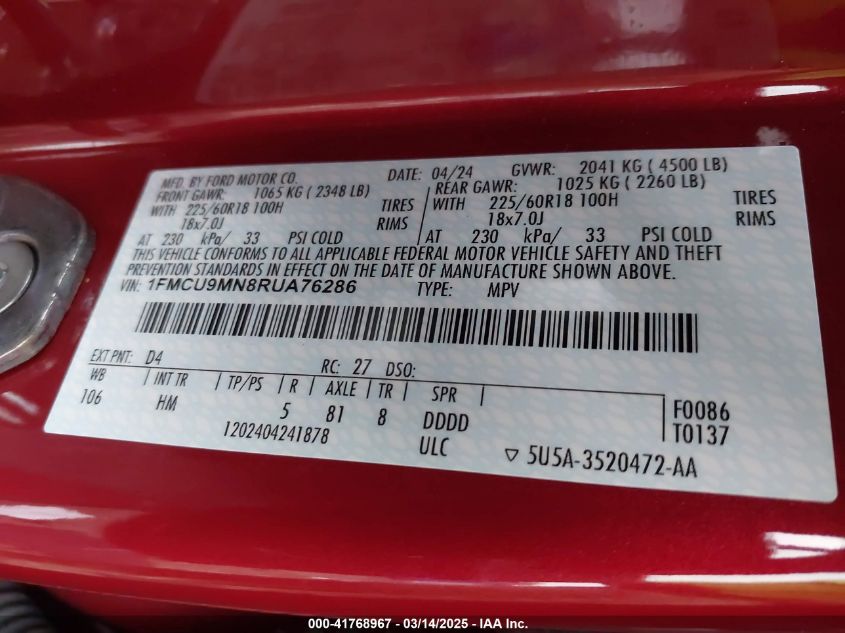 MFD. BY FORD MOTOR CO. DATE: 04/24 GVWR: 2041 KG ( 4500 LB)
FRONT GAWR: 1065 KG ( 2348 LB) REAR GAWR: 1025 KG ( 2260 LB)
WITH 225/60R18 100H TIRES WITH 225/60R18 100H TIRES
18x7.0J RIMS 18x7.0J RIMS
AT 230 kPa/ 33 PSI COLD AT 230 kPa/ 33 PSI COLD
THIS VEHICLE CONFORMS TO ALL APPLICABLE FEDERAL MOTOR VEHICLE SAFETY AND THEFT
PREVENTION STANDARDS IN EFFECT ON THE DATE OF MANUFACTURE SHOWN ABOVE.
VIN: 1FMCU9MN8RUA76286 TYPE: MPV
EXT PNT: D4 RC: 27 DSO:
WB INT TR TP/PS R AXLE TR SPR
106 HM 5 81 8 DDDD F0086
1202404241878 ULC T0137
5U5A-3520472-AA
000-41768967 - 03/14/2025 - IAA Inc.